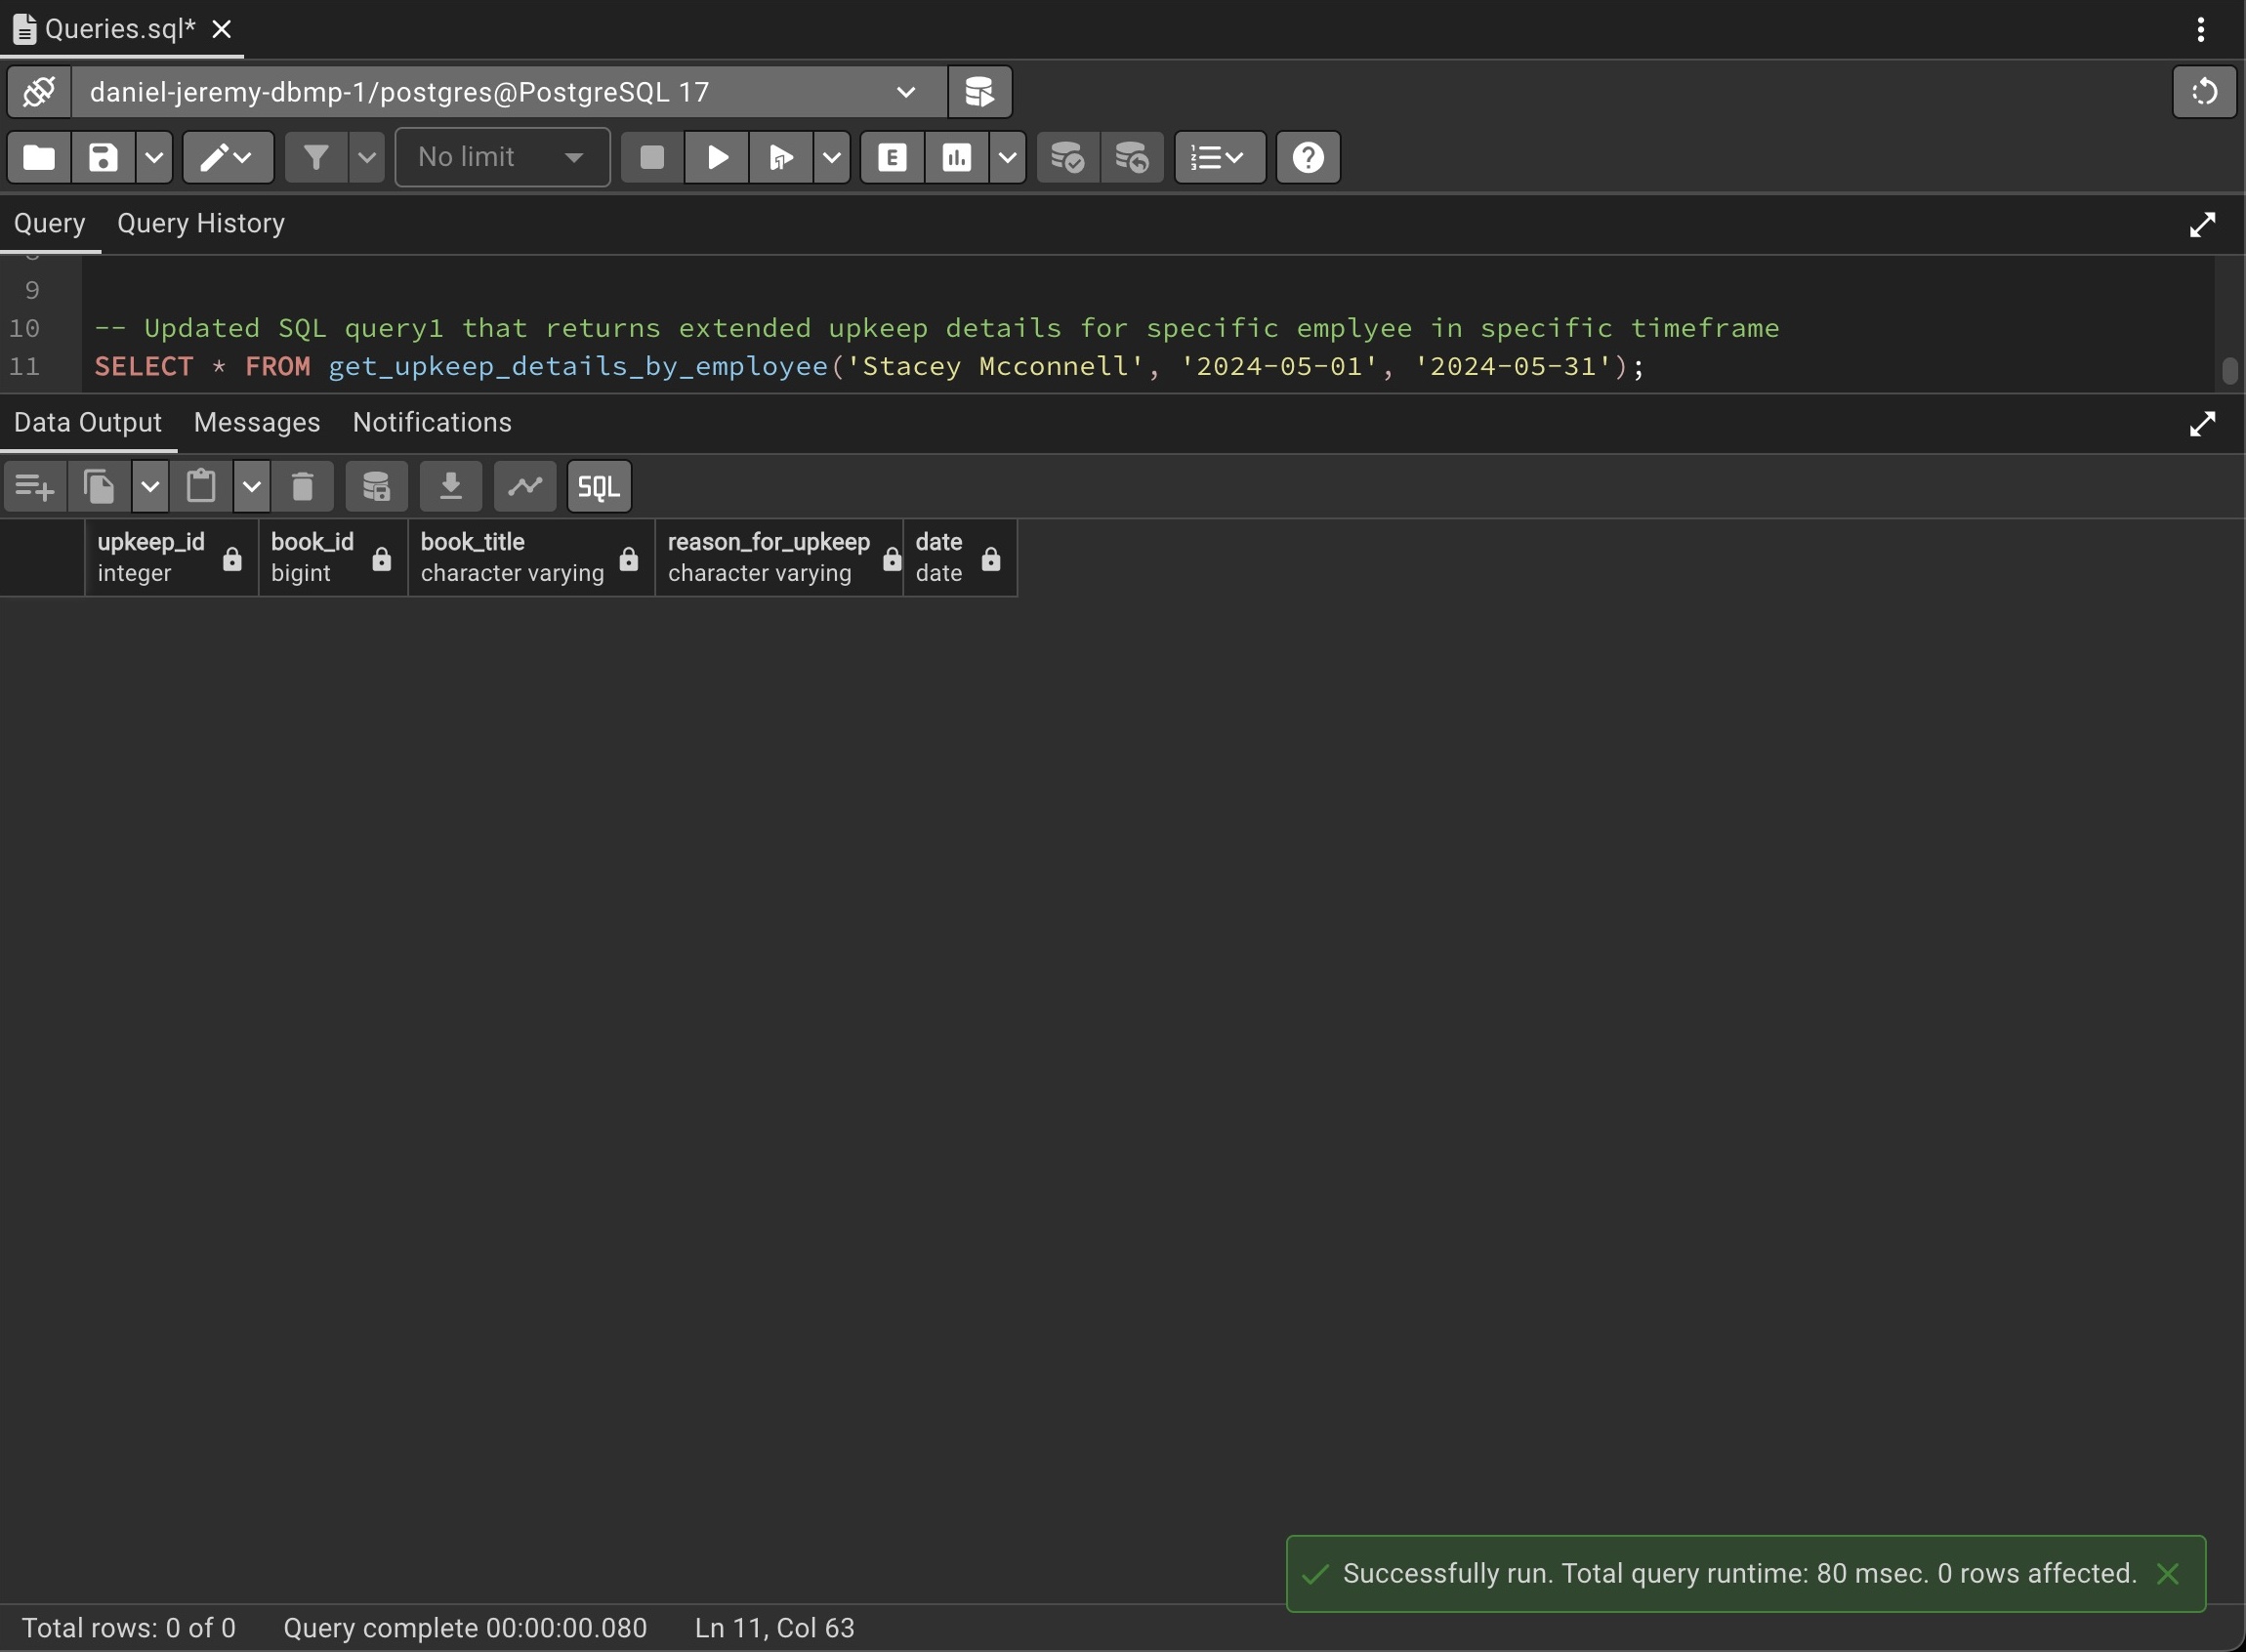 Queries.sql*
daniel-jeremy-dbmp-1/postgres@PostgreSQL 17
No limit
E
Query Query History
9
10 -- Updated SQL query1 that returns extended upkeep details for specific emplyee in specific timeframe
11 SELECT * FROM get_upkeep_details_by_employee('Stacey Mcconnell', '2024-05-01', '2024-05-31');
Data Output Messages Notifications
SQL
upkeep_id book_id book_title reason_for_upkeep date
integer bigint character varying character varying date
Successfully run. Total query runtime: 80 msec. 0 rows affected.
Total rows: 0 of 0 Query complete 00:00:00.080 Ln 11, Col 63